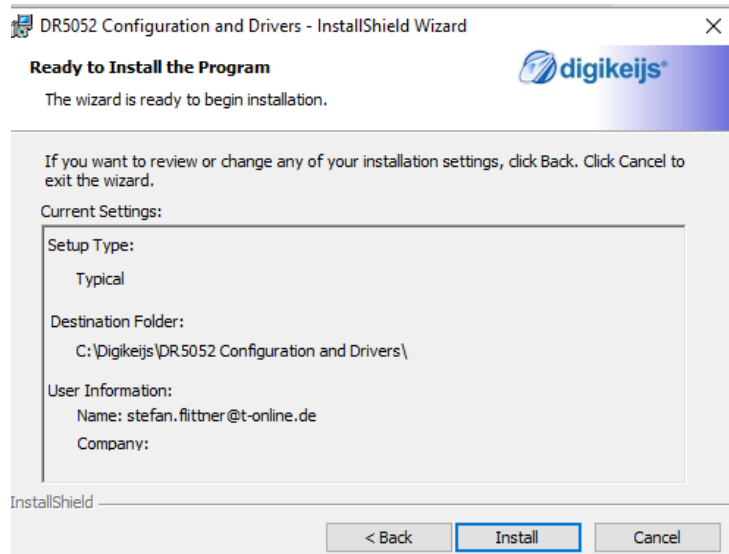 DR5052 Configuration and Drivers - InstallShield Wizard
Ready to Install the Program
digikeijs®
The wizard is ready to begin installation.
If you want to review or change any of your installation settings, click Back. Click Cancel to
exit the wizard.
Current Settings:
Setup Type:
Typical
Destination Folder:
C:\Digikeijs\DR5052 Configuration and Drivers\
User Information:
Name: stefan.flittner@t-online.de
Company:
InstallShield
< Back
Install
Cancel